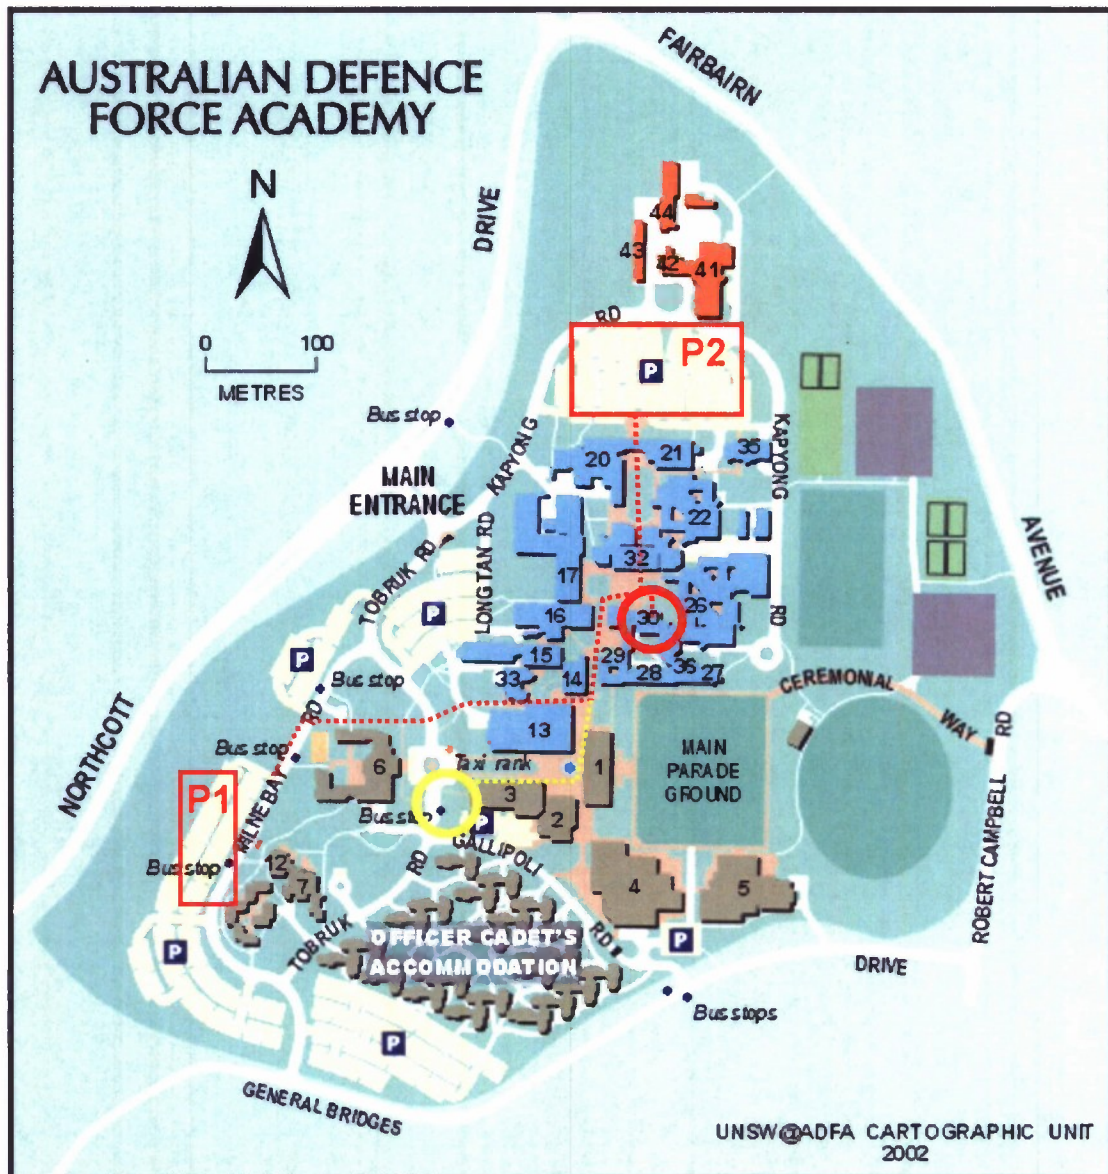 AUSTRALIAN DEFENCE
FORCE ACADEMY
FAIRBAIRN
N
DRIVE
0 100
METRES
44
43
42
41
RD
P2
P
Bus stop
KAPYONG
KAPYONG
20
21
35
MAIN
ENTRANCE
22
AVENUE
LONGTAN RD
TOBRUK RD
32
17
26
RD
P
16
30
15
29
14
33
28
36
27
P
Bus stop
CEREMONIAL
WAY
RD
NORTHCOTT
RD
13
Bus stop
6
Taxi rank
1
MAIN
PARADE
GROUND
P1
MILNE BAY
3
Bus stop
P
2
ROBERT CAMPBELL
GALLIPOLI
RD
Bus stop
12
7
4
5
TOBRUK
OFFICER CADET'S
ACCOMMODATION
RD
P
P
DRIVE
Bus stops
P
GENERAL BRIDGES
UNSW@ADFA CARTOGRAPHIC UNIT
2002